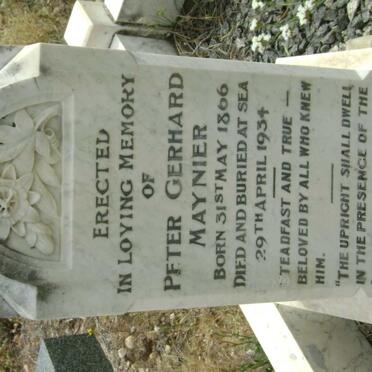 ERECTED
IN LOVING MEMORY
OF
PETER GERHARD
MAYNIER
BORN 31ST MAY 1866
DIED AND BURIED AT SEA
29TH APRIL 1934
STEADFAST AND TRUE —
BELOVED BY ALL WHO KNEW
HIM.
"THE UPRIGHT SHALL DWELL
IN THE PRESENCE OF THE